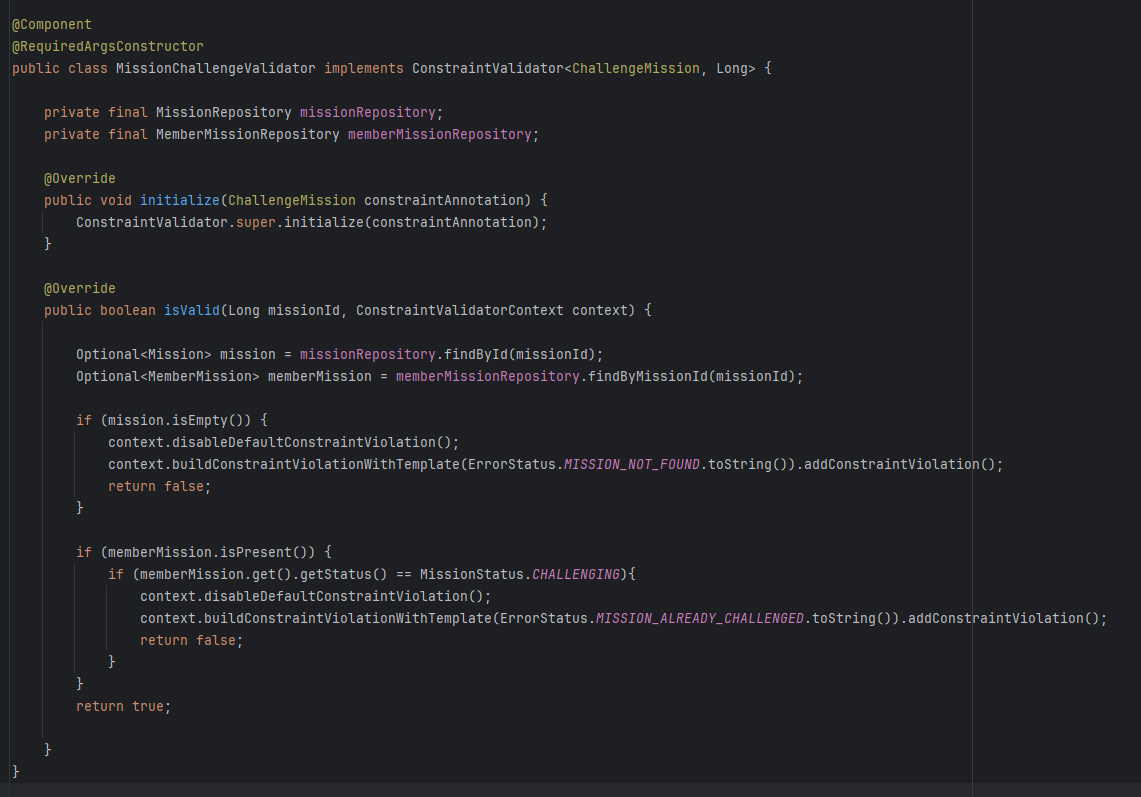 @Component
@RequiredArgsConstructor
public class MissionChallengeValidator implements ConstraintValidator<ChallengeMission, Long> {
private final MissionRepository missionRepository;
private final MemberMissionRepository memberMissionRepository;
@Override
public void initialize(ChallengeMission constraintAnnotation) {
ConstraintValidator.super.initialize(constraintAnnotation);
}
@Override
public boolean isValid(Long missionId, ConstraintValidatorContext context) {
Optional<Mission> mission = missionRepository.findById(missionId);
Optional<MemberMission> memberMission = memberMissionRepository.findByMissionId(missionId);
if (mission.isEmpty()) {
context.disableDefaultConstraintViolation();
context.buildConstraintViolationWithTemplate(ErrorStatus.MISSION_NOT_FOUND.toString()).addConstraintViolation();
return false;
}
if (memberMission.isPresent()) {
if (memberMission.get().getStatus() == MissionStatus.CHALLENGING){
context.disableDefaultConstraintViolation();
context.buildConstraintViolationWithTemplate(ErrorStatus.MISSION_ALREADY_CHALLENGED.toString()).addConstraintViolation();
return false;
}
}
return true;
}
}